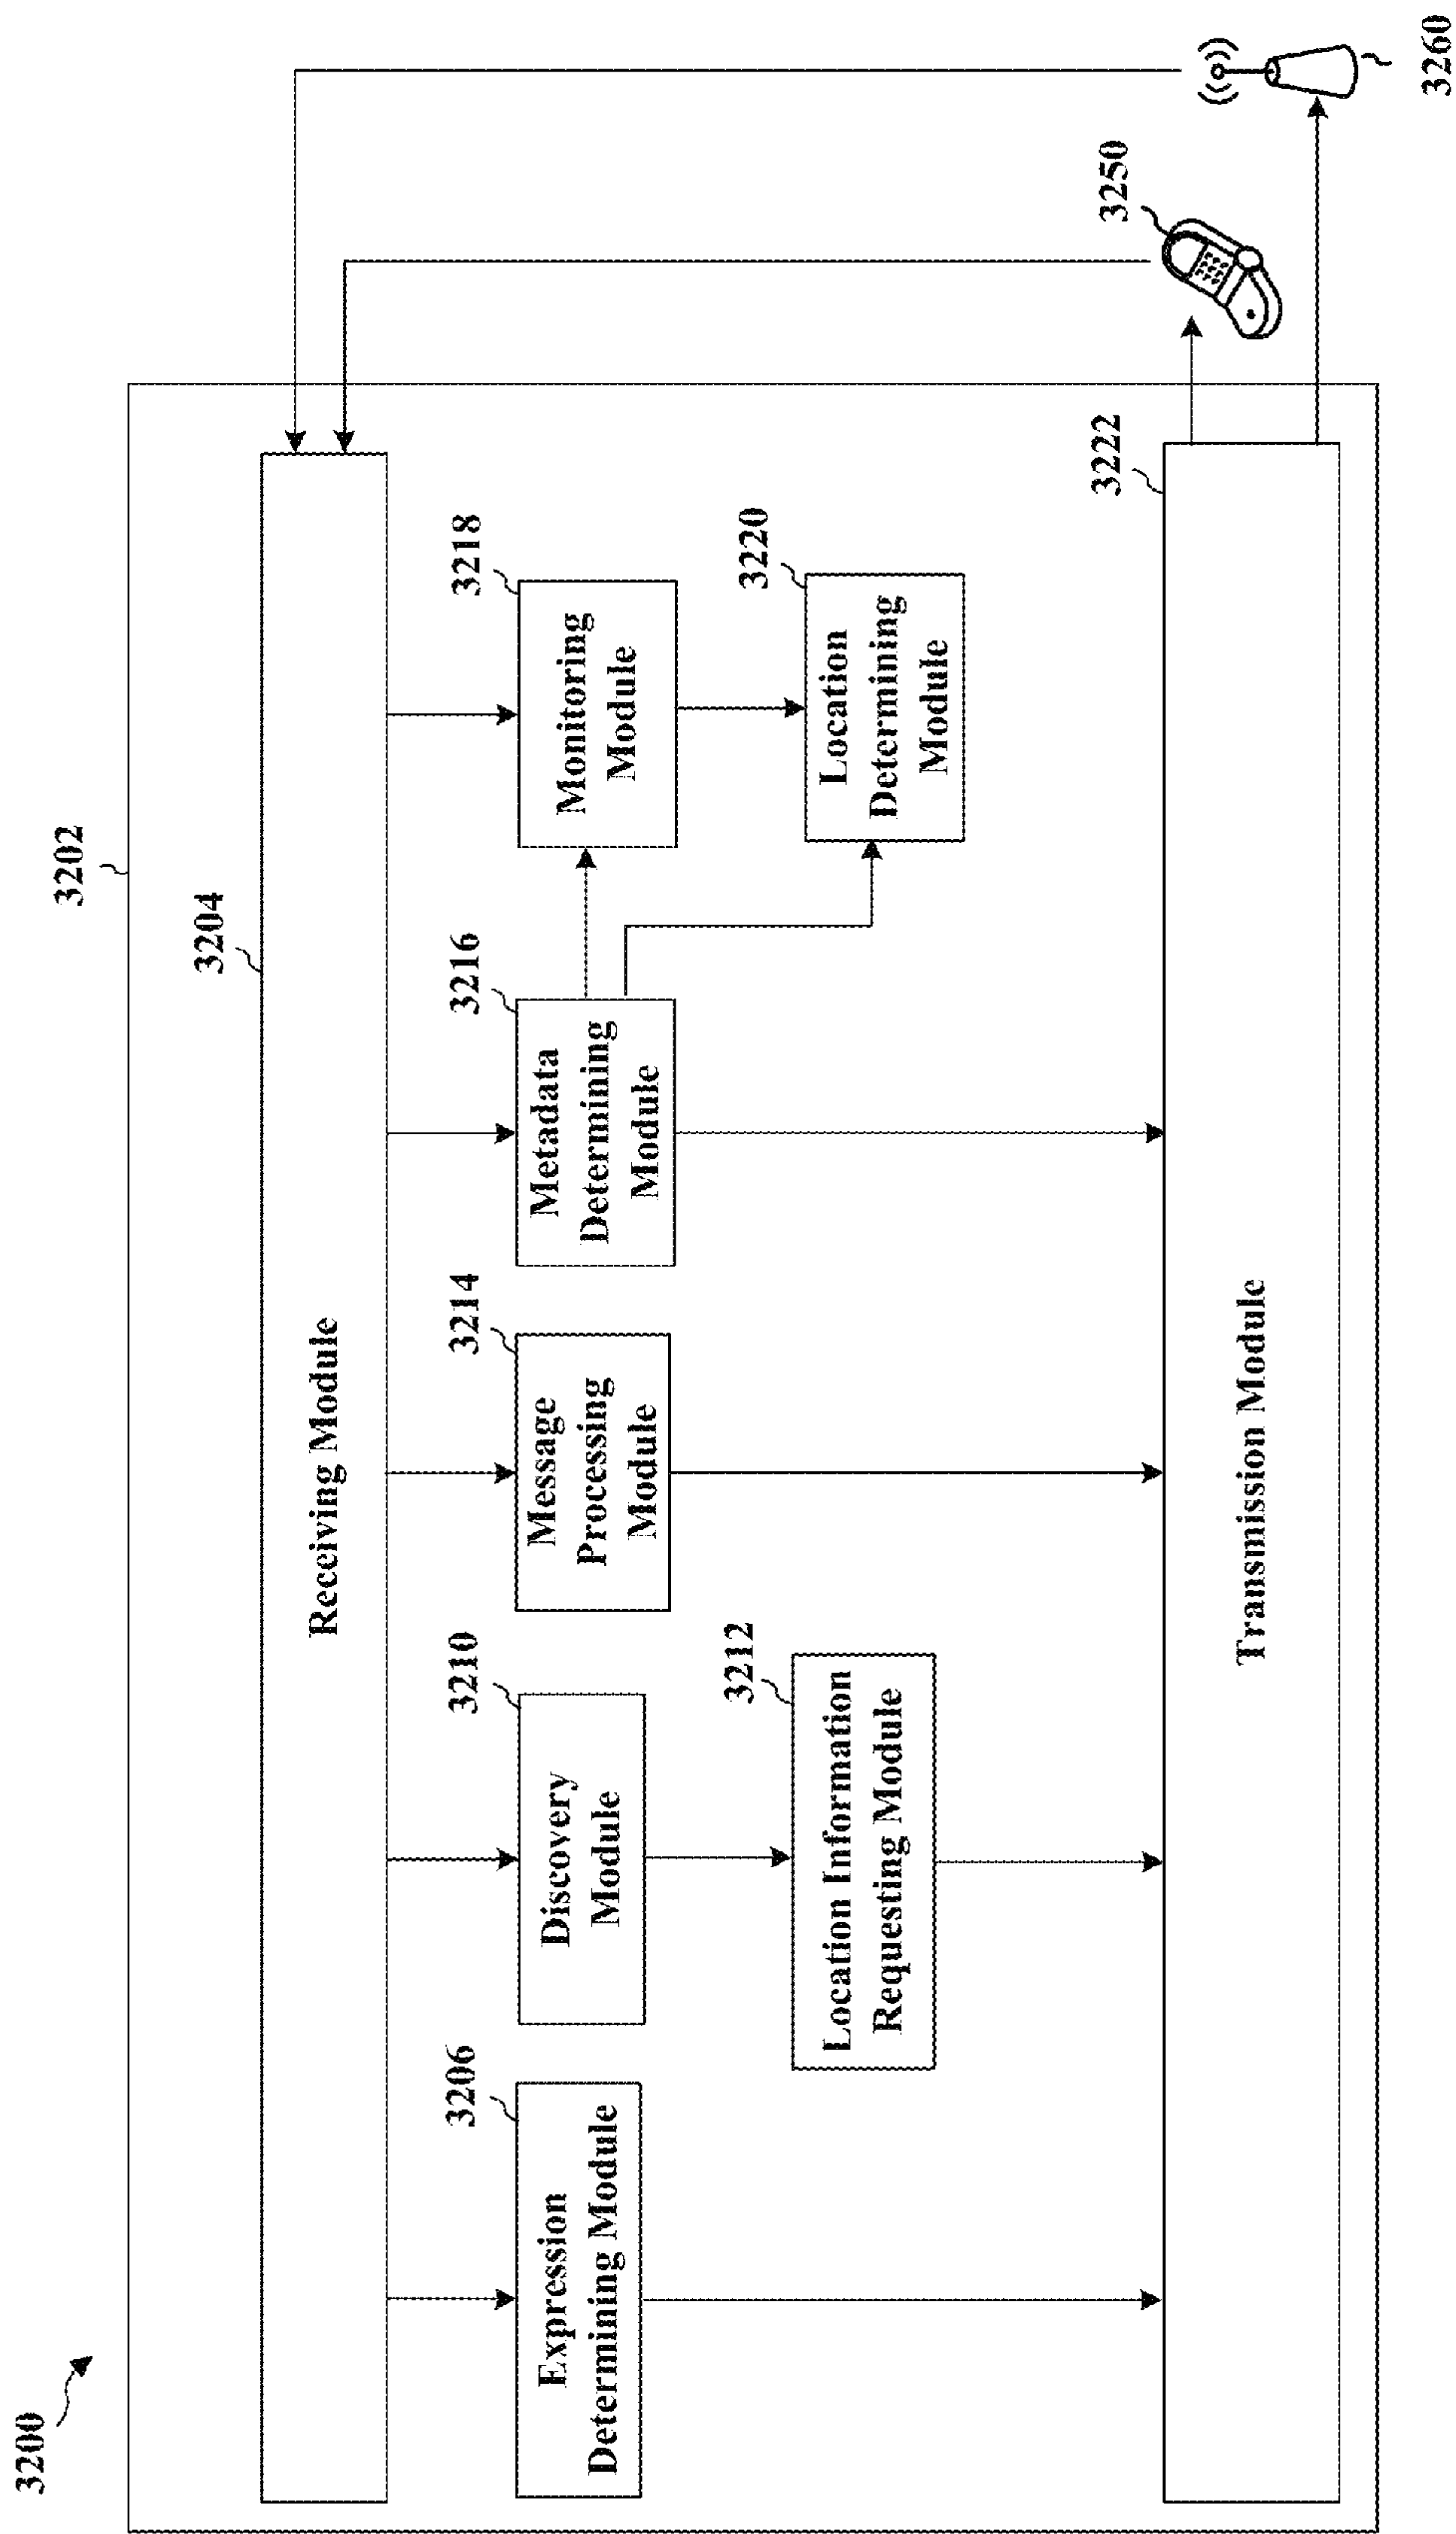 3200
3202
3204
Receiving Module
3206
Expression
Determining Module
3210
Discovery
Module
3212
Location Information
Requesting Module
3214
Message
Processing
Module
3216
Metadata
Determining
Module
3218
Monitoring
Module
3220
Location
Determining
Module
3222
Transmission Module
3250
3260